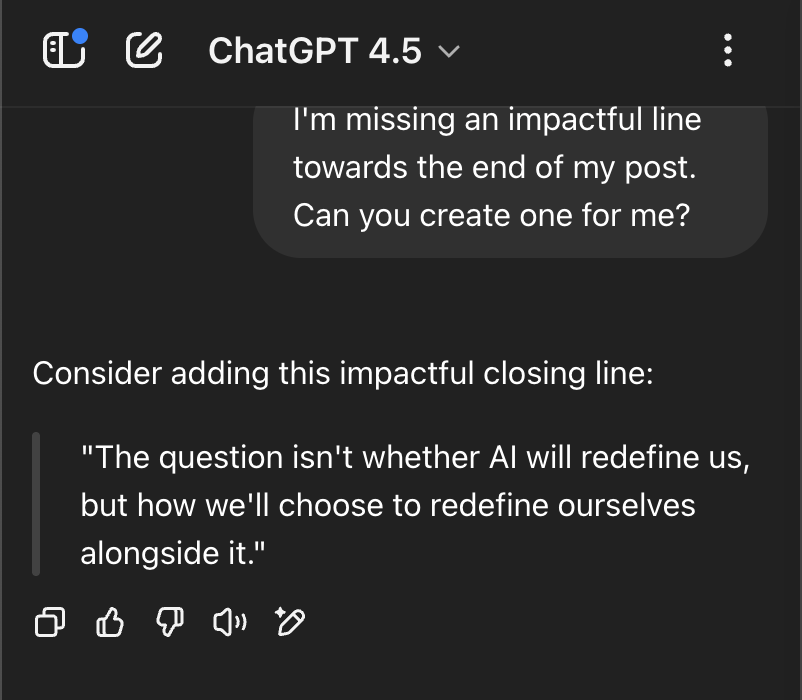 ChatGPT 4.5
I'm missing an impactful line
towards the end of my post.
Can you create one for me?
Consider adding this impactful closing line:
"The question isn't whether AI will redefine us,
but how we'll choose to redefine ourselves
alongside it."